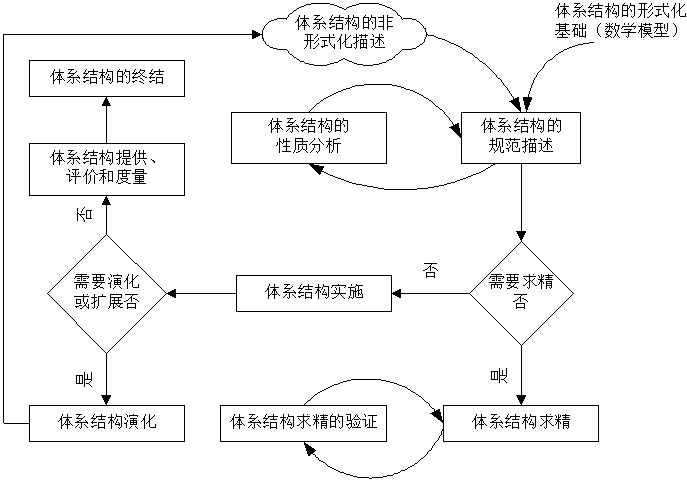 体系结构的非
形式化描述
体系结构的形式化
基础（数学模型）
体系结构的终结
体系结构的
性质分析
体系结构的
规范描述
体系结构提供、
评价和度量
否
需要演化
或扩展否
体系结构实施
否
需要求精
否
是
是
体系结构演化
体系结构求精的验证
体系结构求精